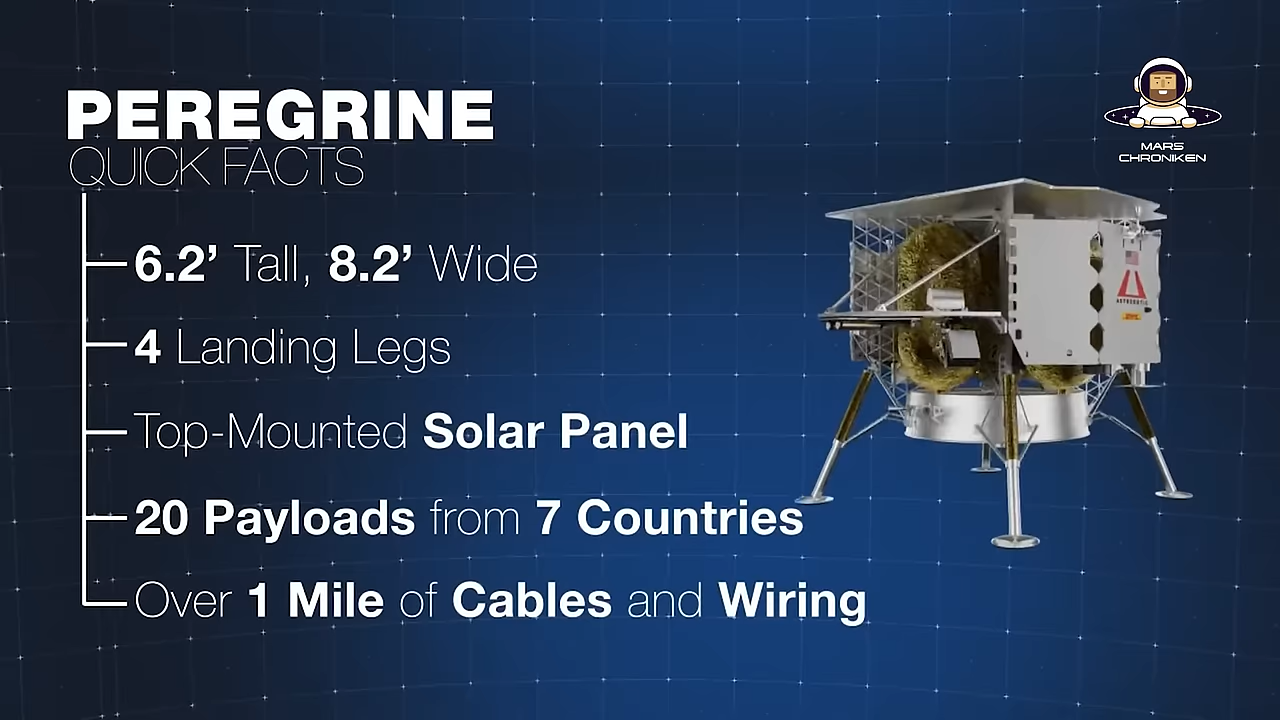 PEREGRINE
QUICK FACTS
6.2’ Tall, 8.2’ Wide
4 Landing Legs
Top-Mounted Solar Panel
20 Payloads from 7 Countries
Over 1 Mile of Cables and Wiring
MARS
CHRONIKEN
ASTROBOTIC